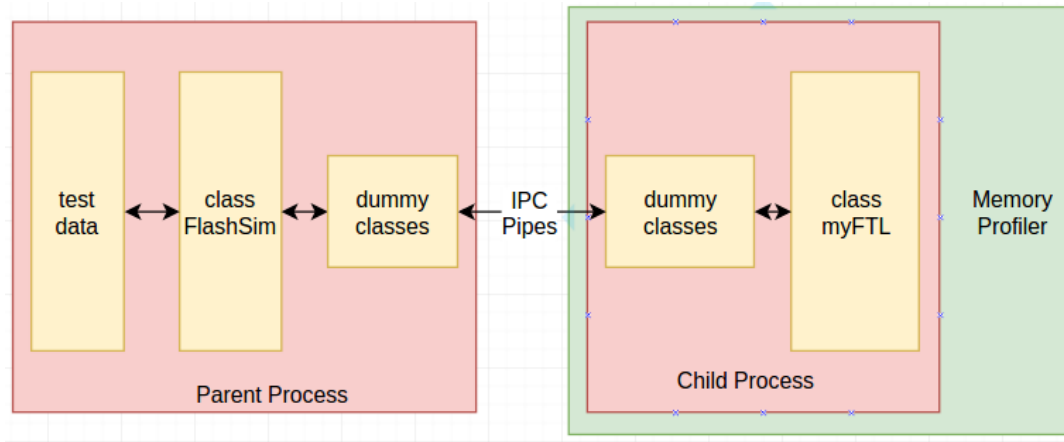 test
data
class
FlashSim
dummy
classes
IPC
Pipes
dummy
classes
class
myFTL
Memory
Profiler
Parent Process
Child Process